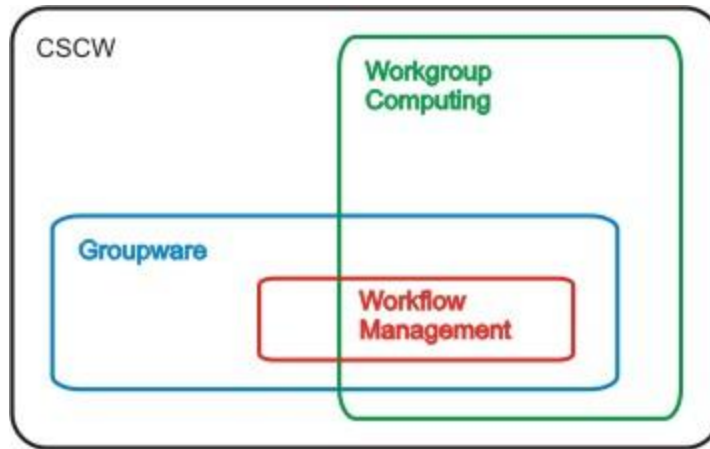 CSCW
Workgroup
Computing
Groupware
Workflow
Management